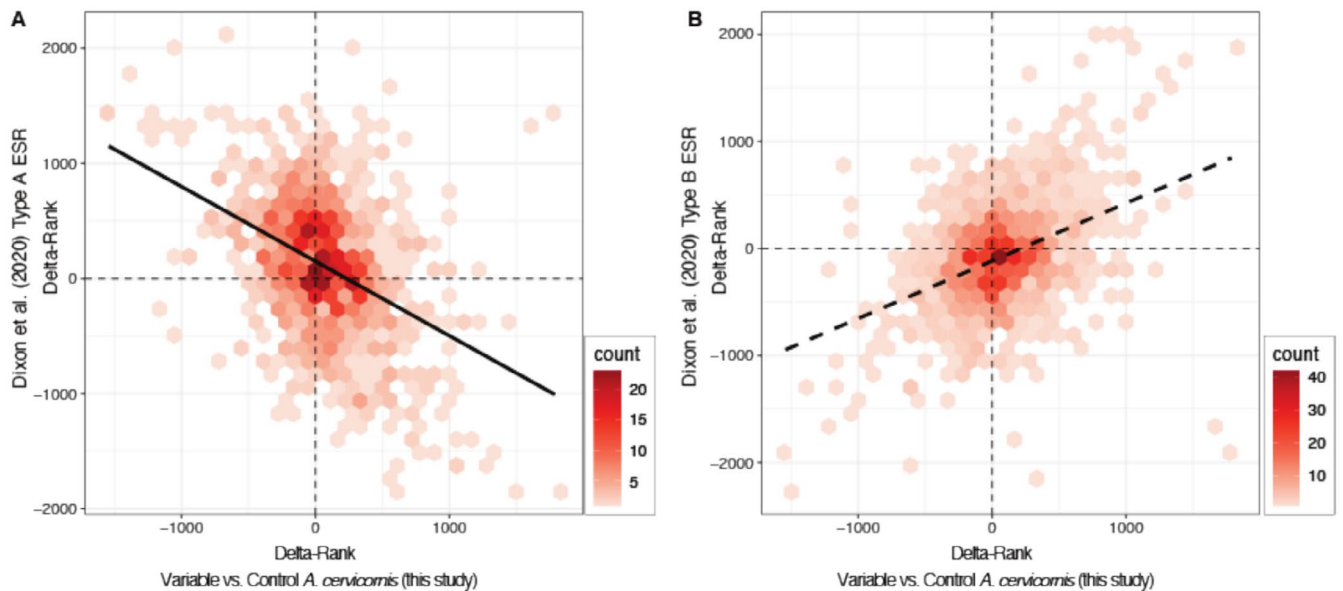 A
Dixon et al. (2020) Type A ESR
Delta-Rank
2000
1000
0
−1000
−2000
−1000
0
1000
Delta-Rank
Variable vs. Control A. cervicornis (this study)
count
20
15
10
5
B
Dixon et al. (2020) Type B ESR
Delta-Rank
2000
1000
0
−1000
−2000
−1000
0
1000
Delta-Rank
Variable vs. Control A. cervicornis (this study)
count
40
30
20
10